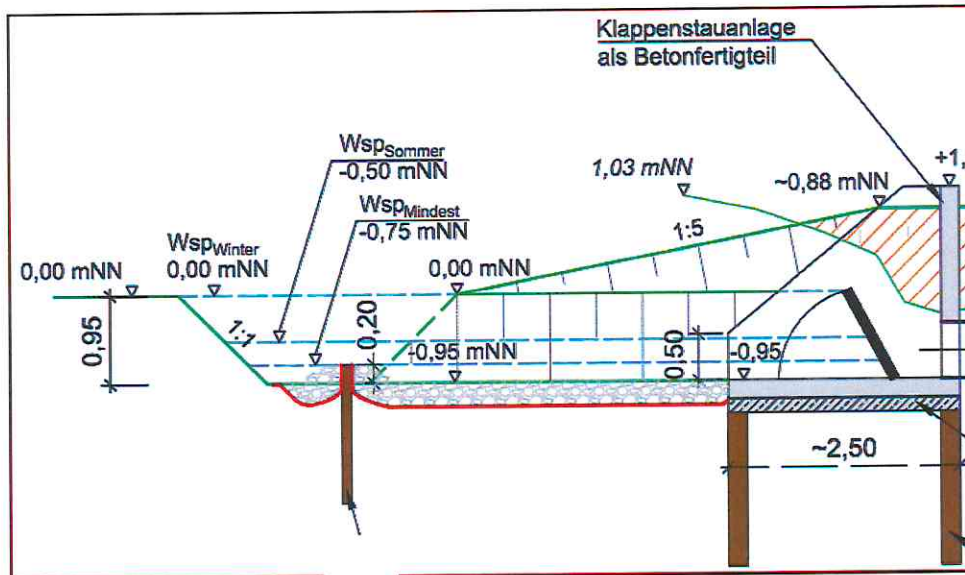 Klappenstauanlage
als Betonfertigteil
Wsp Sommer
-0,50 mNN
1,03 mNN
~0,88 mNN
+1,
Wsp Mindest
-0,75 mNN
1:5
Wsp Winter
0,00 mNN
0,00 mNN
0,00 mNN
0,95
1:1
0,20
-0,95 mNN
0,50
-0,95
~2,50